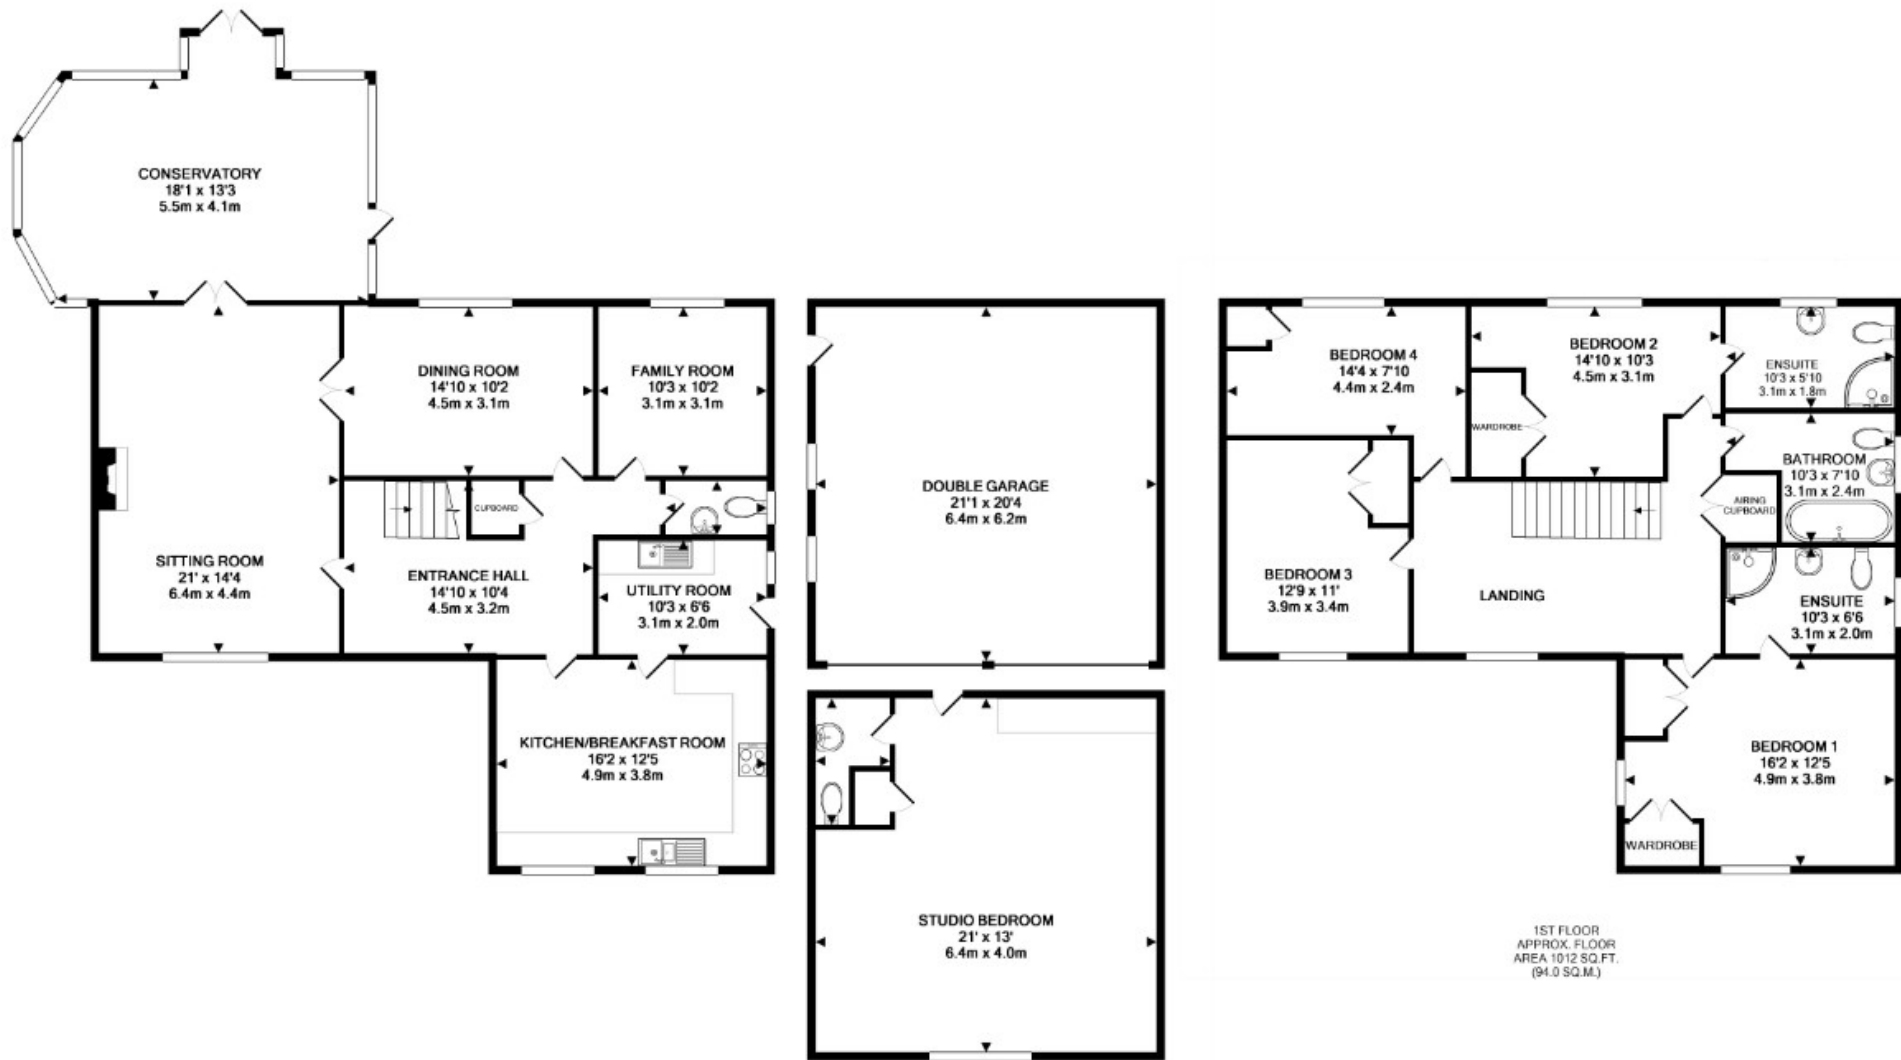 CONSERVATORY
18'1 x 13'3
5.5m x 4.1m
DINING ROOM
14'10 x 10'2
4.5m x 3.1m
FAMILY ROOM
10'3 x 10'2
3.1m x 3.1m
CUPBOARD
SITTING ROOM
21' x 14'4
6.4m x 4.4m
ENTRANCE HALL
14'10 x 10'4
4.5m x 3.2m
UTILITY ROOM
10'3 x 6'6
3.1m x 2.0m
KITCHEN/BREAKFAST ROOM
16'2 x 12'5
4.9m x 3.8m
DOUBLE GARAGE
21'1 x 20'4
6.4m x 6.2m
STUDIO BEDROOM
21' x 13'
6.4m x 4.0m
BEDROOM 4
14'4 x 7'10
4.4m x 2.4m
BEDROOM 2
14'10 x 10'3
4.5m x 3.1m
ENSUITE
10'3 x 5'10
3.1m x 1.8m
WARDROBE
BATHROOM
10'3 x 7'10
3.1m x 2.4m
AIRING
CUPBOARD
BEDROOM 3
12'9 x 11'
3.9m x 3.4m
LANDING
ENSUITE
10'3 x 6'6
3.1m x 2.0m
BEDROOM 1
16'2 x 12'5
4.9m x 3.8m
WARDROBE
1ST FLOOR
APPROX. FLOOR
AREA 1012 SQ.FT.
(94.0 SQ.M.)